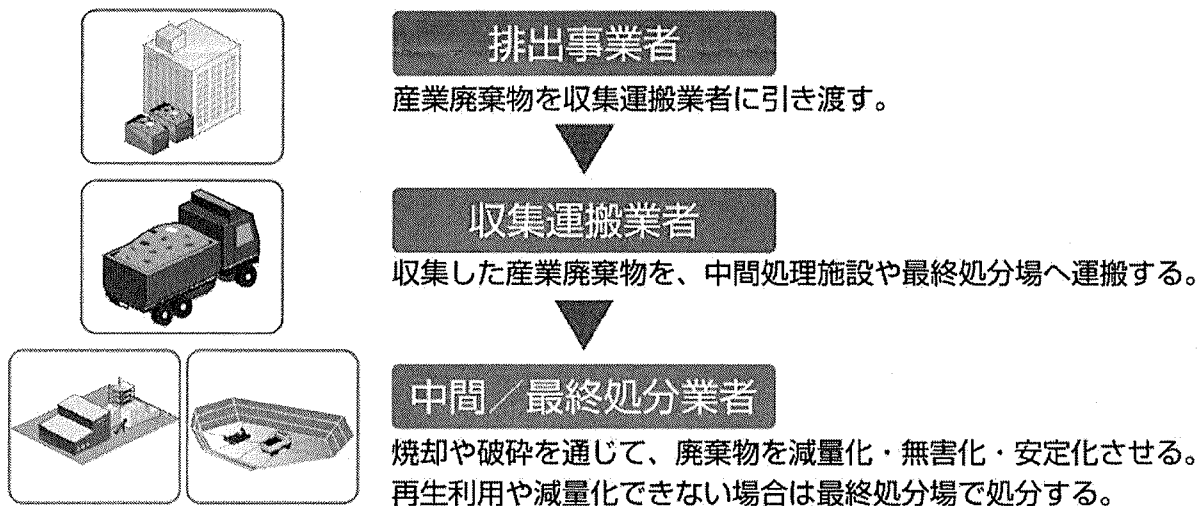 排出事業者
産業廃棄物を収集運搬業者に引き渡す。
収集運搬業者
収集した産業廃棄物を、中間処理施設や最終処分場へ運搬する。
中間／最終処分業者
焼却や破砕を通じて、廃棄物を減量化・無害化・安定化させる。
再生利用や減量化できない場合は最終処分場で処分する。